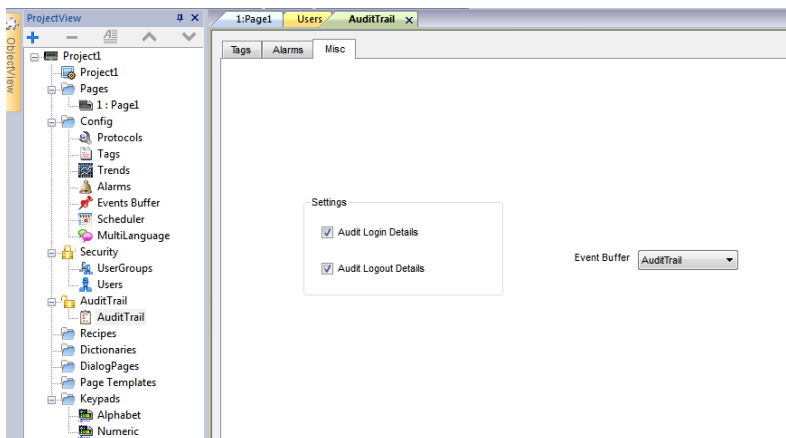 ProjectView
ObjectView
Project1
Project1
Pages
1 : Page1
Config
Protocols
Tags
Trends
Alarms
Events Buffer
Scheduler
MultiLanguage
Security
UserGroups
Users
AuditTrail
AuditTrail
Recipes
Dictionaries
DialogPages
Page Templates
Keypads
Alphabet
Numeric
1:Page1 Users AuditTrail x
Tags Alarms Misc
Settings
Audit Login Details
Audit Logout Details
Event Buffer AuditTrail